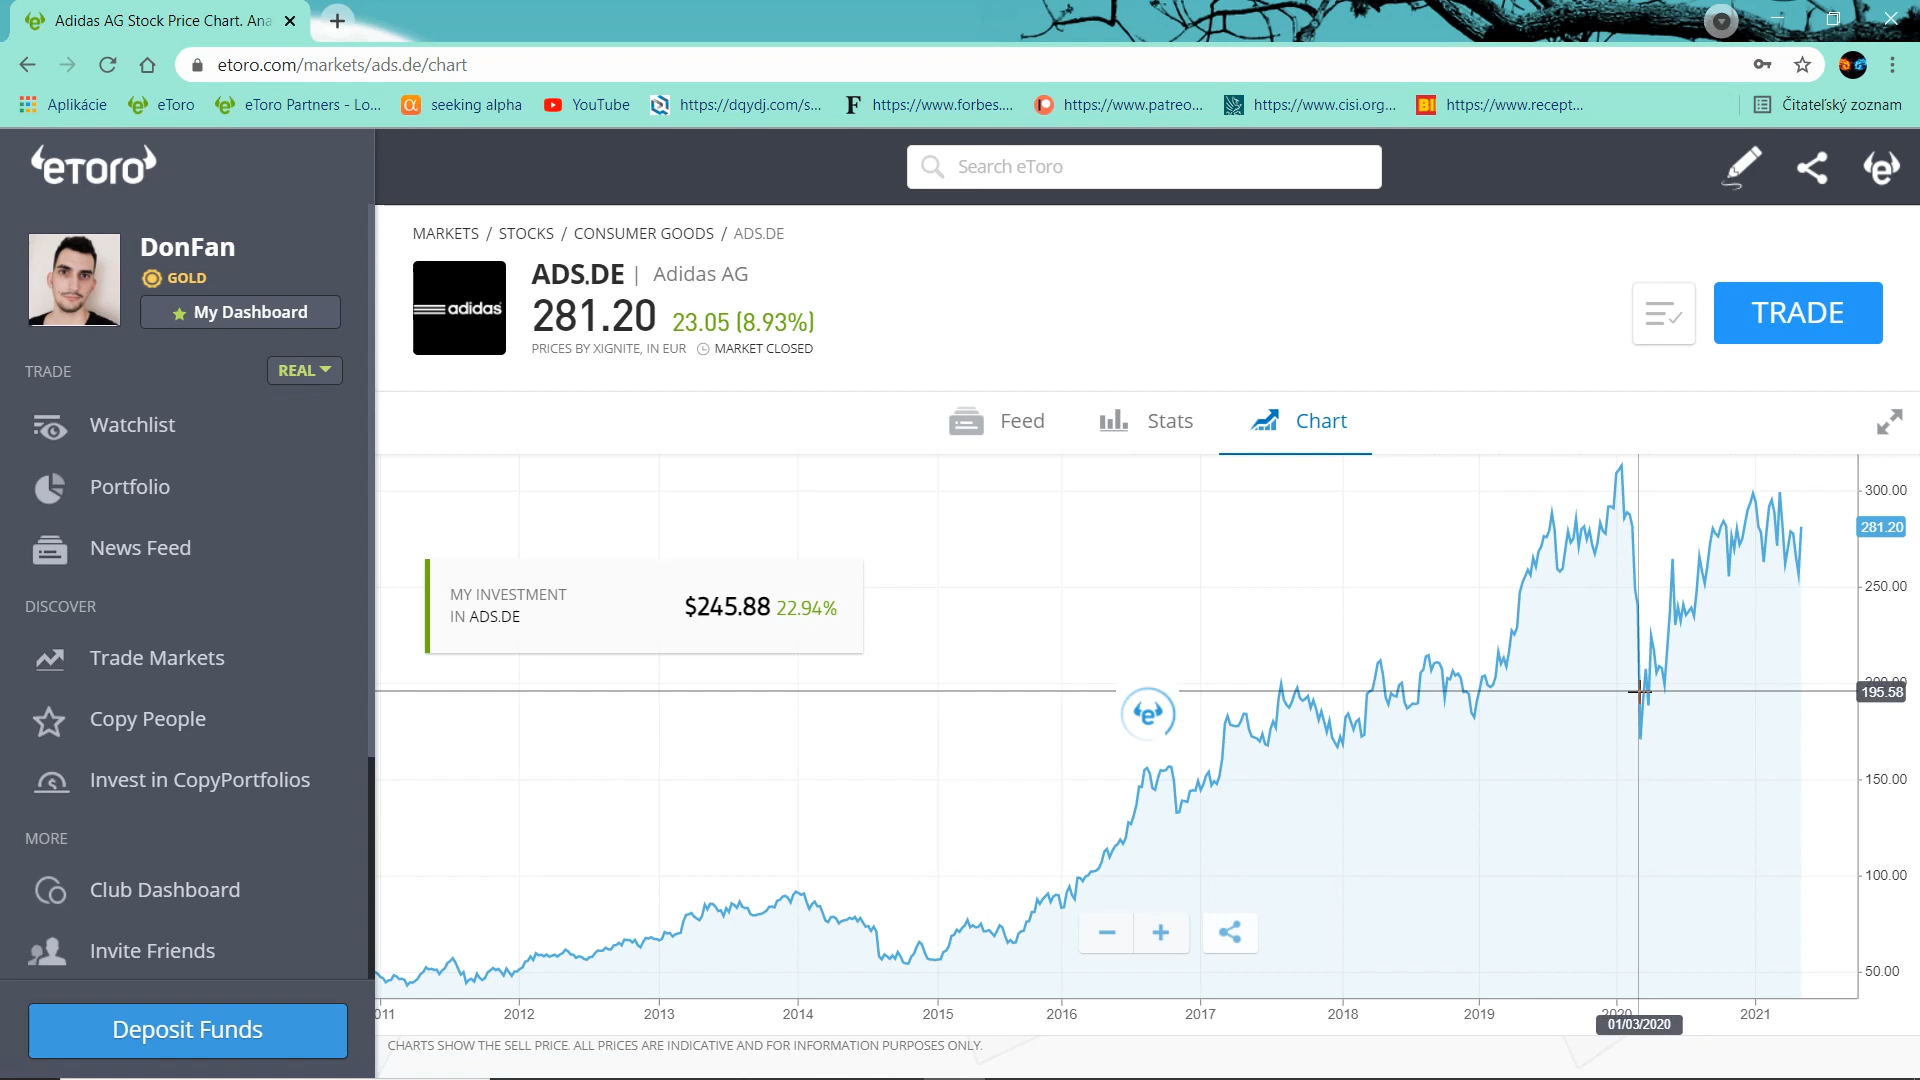 Adidas AG Stock Price Chart. Ana
etoro.com/markets/ads.de/chart
Aplikácie
eToro
eToro Partners - Lo...
seeking alpha
YouTube
https://dqydj.com/s...
https://www.forbes....
https://www.patreo...
https://www.cisi.org...
https://www.recept...
Čitateľský zoznam
eToro
Search eToro
DonFan
GOLD
My Dashboard
TRADE
REAL
Watchlist
Portfolio
News Feed
DISCOVER
Trade Markets
Copy People
Invest in CopyPortfolios
MORE
Club Dashboard
Invite Friends
Deposit Funds
MARKETS / STOCKS / CONSUMER GOODS / ADS.DE
adidas
ADS.DE | Adidas AG
281.20 23.05 (8.93%)
PRICES BY XIGNITE, IN EUR MARKET CLOSED
TRADE
Feed
Stats
Chart
MY INVESTMENT
IN ADS.DE
$245.88 22.94%
300.00
281.20
250.00
200.00
195.58
150.00
100.00
50.00
011
2012
2013
2014
2015
2016
2017
2018
2019
2020
2021
01/03/2020
CHARTS SHOW THE SELL PRICE. ALL PRICES ARE INDICATIVE AND FOR INFORMATION PURPOSES ONLY.